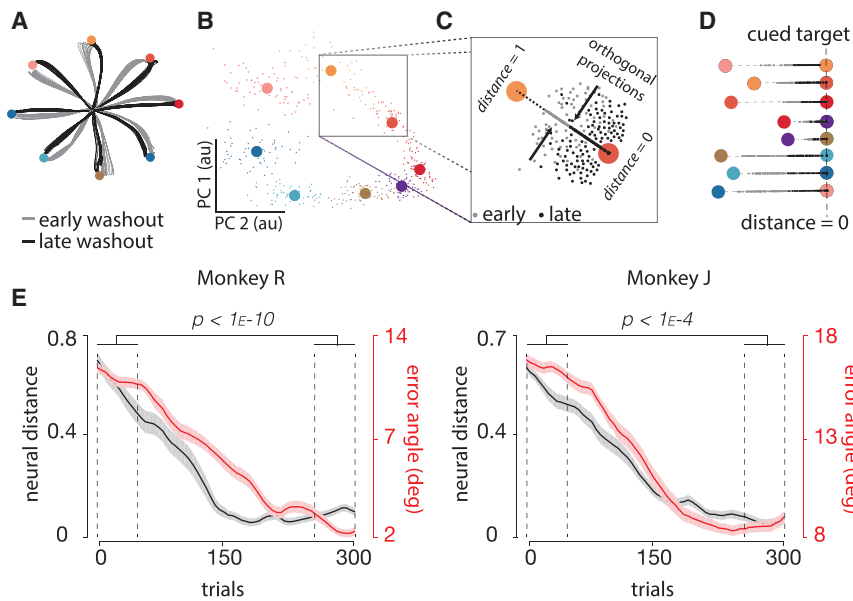 A
early washout
late washout
B
PC 1 (au)
PC 2 (au)
C
distance = 1
orthogonal
projections
distance = 0
early
late
D
cued target
distance = 0
E
Monkey R
p < 1E-10
0.8
0.4
0
neural distance
14
7
2
error angle (deg)
0
150
300
trials
Monkey J
p < 1E-4
0.7
0.4
0
neural distance
18
13
8
error angle (deg)
0
150
300
trials